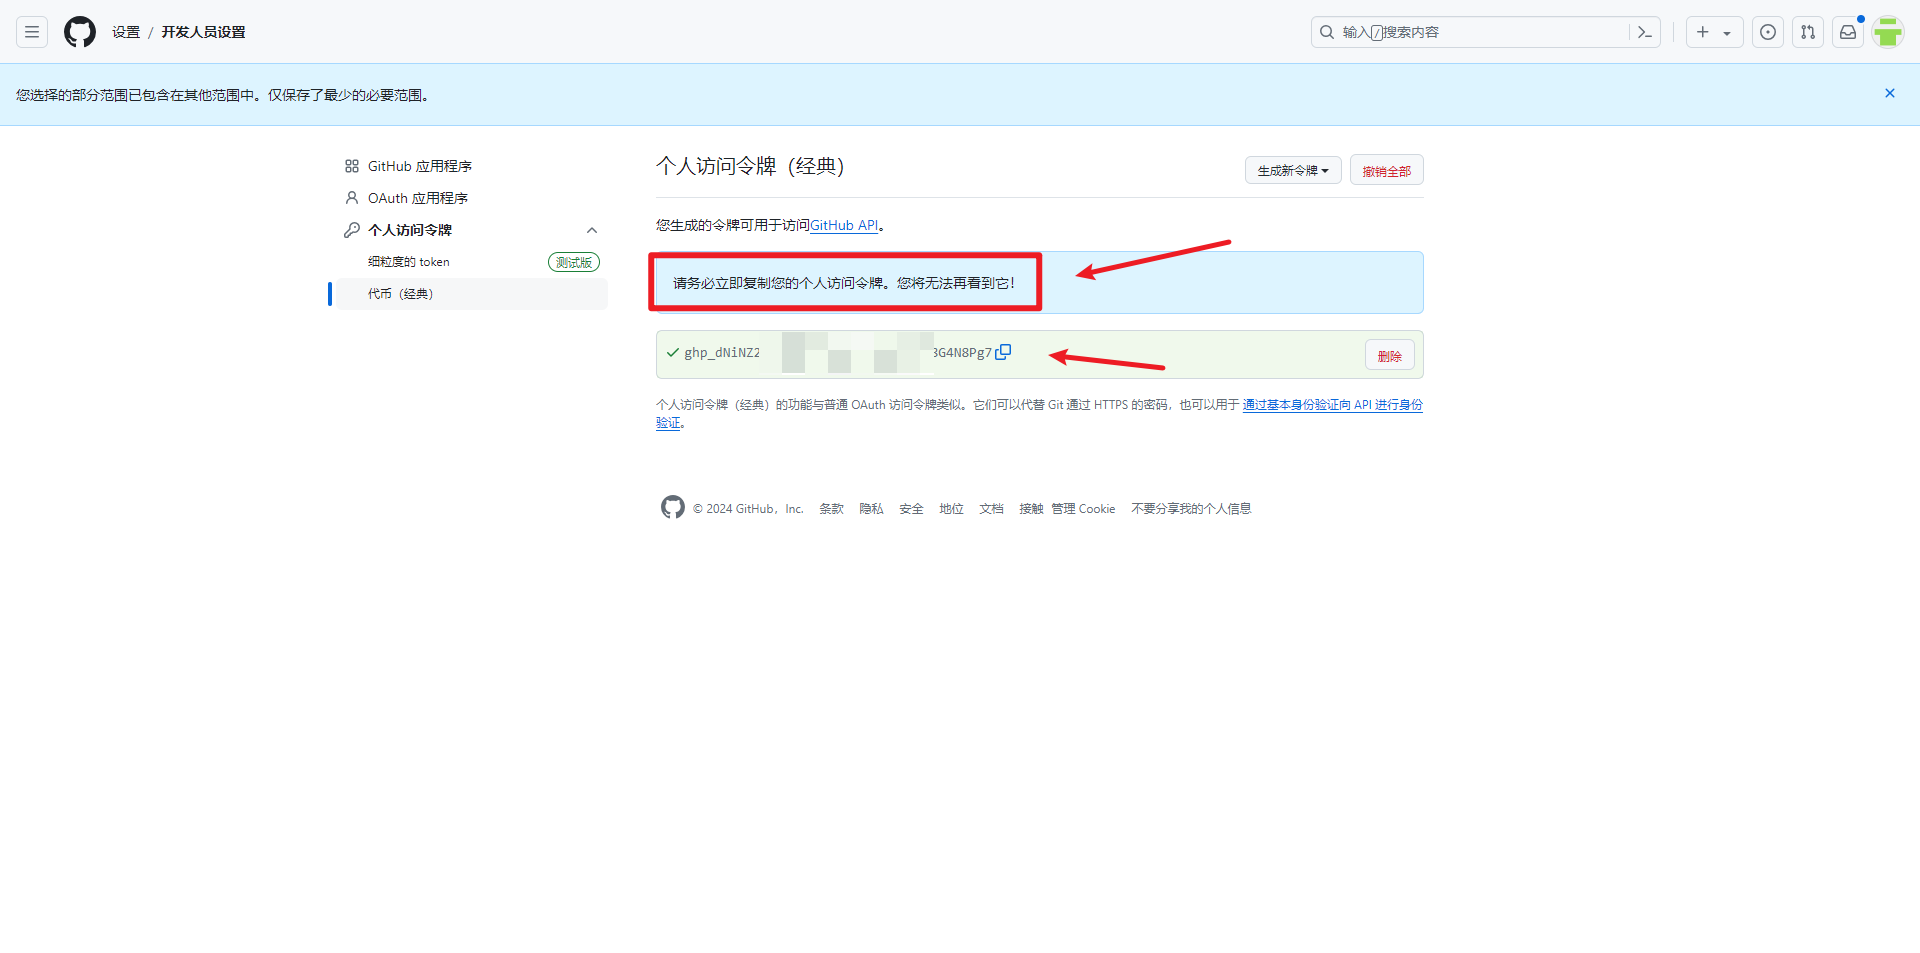 设置 / 开发人员设置
输入/搜索内容
您选择的部分范围已包含在其他范围中。仅保存了最少的必要范围。
GitHub 应用程序
OAuth 应用程序
个人访问令牌
细粒度的 token
测试版
代币（经典）
个人访问令牌（经典）
生成新令牌
撤销全部
您生成的令牌可用于访问GitHub API。
请务必立即复制您的个人访问令牌。您将无法再看到它！
ghp_dNiNZ2 3G4N8Pg7
删除
个人访问令牌（经典）的功能与普通 OAuth 访问令牌类似。它们可以代替 Git 通过 HTTPS 的密码，也可以用于 通过基本身份验证向 API 进行身份
验证。
© 2024 GitHub，Inc. 条款 隐私 安全 地位 文档 接触 管理 Cookie 不要分享我的个人信息